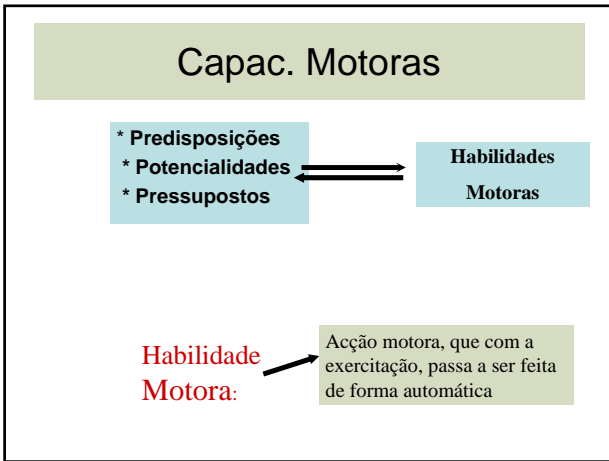 Capac. Motoras
* Predisposições
* Potencialidades
* Pressupostos
Habilidades
Motoras
Habilidade
Motora:
Acção motora, que com a
exercitação, passa a ser feita
de forma automática